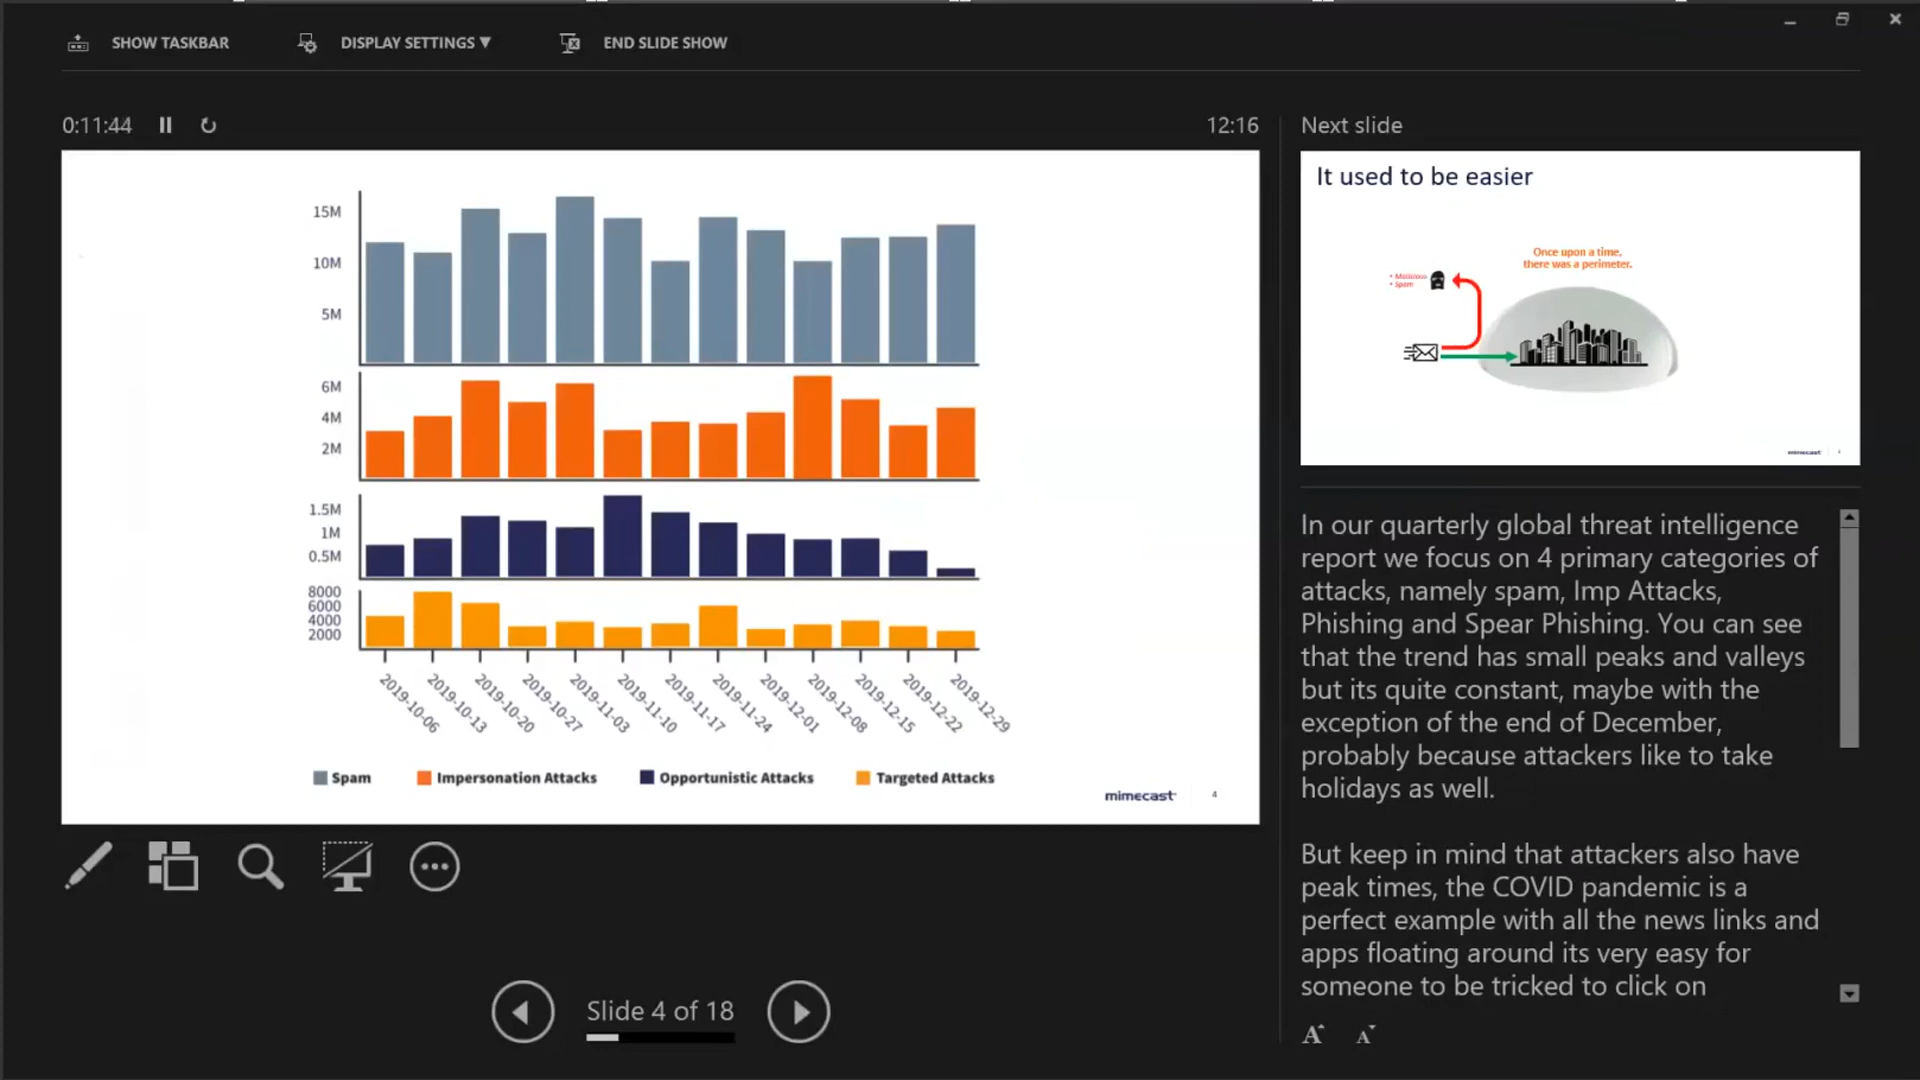 SHOW TASKBAR
DISPLAY SETTINGS ▼
END SLIDE SHOW
0:11:44
12:16
Next slide
15M
10M
5M
6M
4M
2M
1.5M
1M
0.5M
8000
6000
4000
2000
2019-10-06
2019-10-13
2019-10-20
2019-10-27
2019-11-03
2019-11-10
2019-11-17
2019-11-24
2019-12-01
2019-12-08
2019-12-15
2019-12-22
2019-12-29
Spam
Impersonation Attacks
Opportunistic Attacks
Targeted Attacks
mimecast
4
It used to be easier
Once upon a time,
there was a perimeter.
• Malicious
• Spam
mimecast
In our quarterly global threat intelligence
report we focus on 4 primary categories of
attacks, namely spam, Imp Attacks,
Phishing and Spear Phishing. You can see
that the trend has small peaks and valleys
but its quite constant, maybe with the
exception of the end of December,
probably because attackers like to take
holidays as well.
But keep in mind that attackers also have
peak times, the COVID pandemic is a
perfect example with all the news links and
apps floating around its very easy for
someone to be tricked to click on
Slide 4 of 18
A A